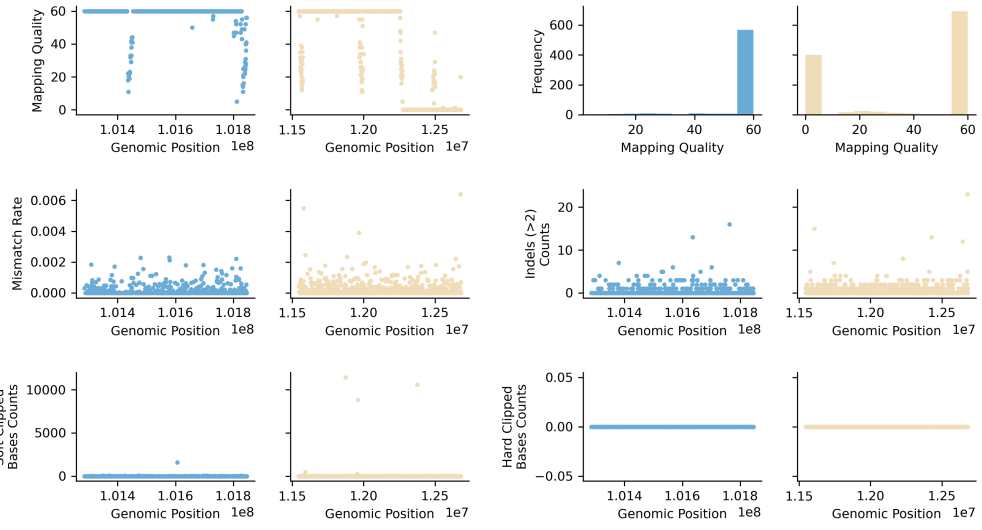 Mapping Quality
60
40
20
0
1.014 1.016 1.018
Genomic Position 1e8
1.15 1.20 1.25
Genomic Position 1e7
Frequency
600
400
200
0
20 40 60
Mapping Quality
0 20 40 60
Mapping Quality
Mismatch Rate
0.006
0.004
0.002
0.000
1.014 1.016 1.018
Genomic Position 1e8
1.15 1.20 1.25
Genomic Position 1e7
Indels (>2)
Counts
20
10
0
1.014 1.016 1.018
Genomic Position 1e8
1.15 1.20 1.25
Genomic Position 1e7
Bases Counts
10000
5000
0
1.014 1.016 1.018
Genomic Position 1e8
1.15 1.20 1.25
Genomic Position 1e7
Hard Clipped
Bases Counts
0.05
0.00
−0.05
1.014 1.016 1.018
Genomic Position 1e8
1.15 1.20 1.25
Genomic Position 1e7